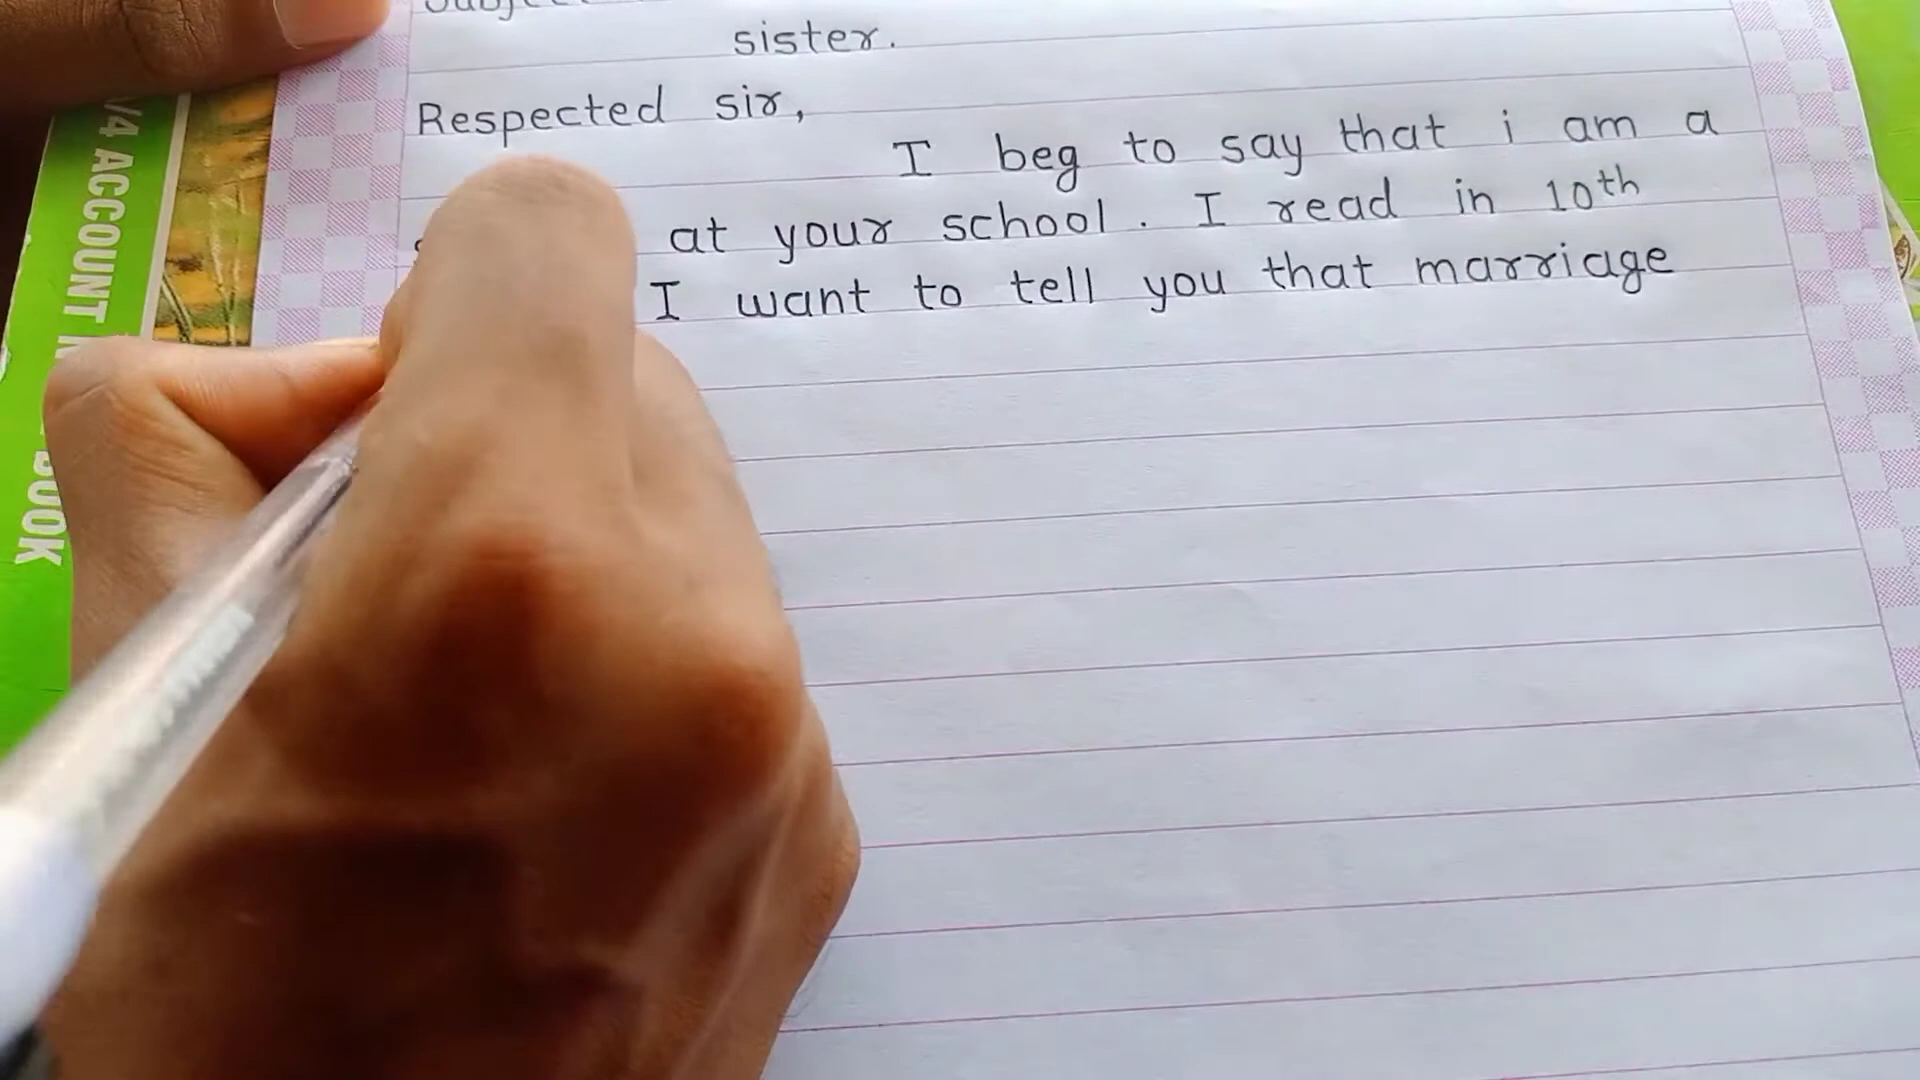 sister.
Respected sir,
I beg to say that i am a
at your school. I read in 10th
I want to tell you that marriage
/4 ACCOUNT
BOOK